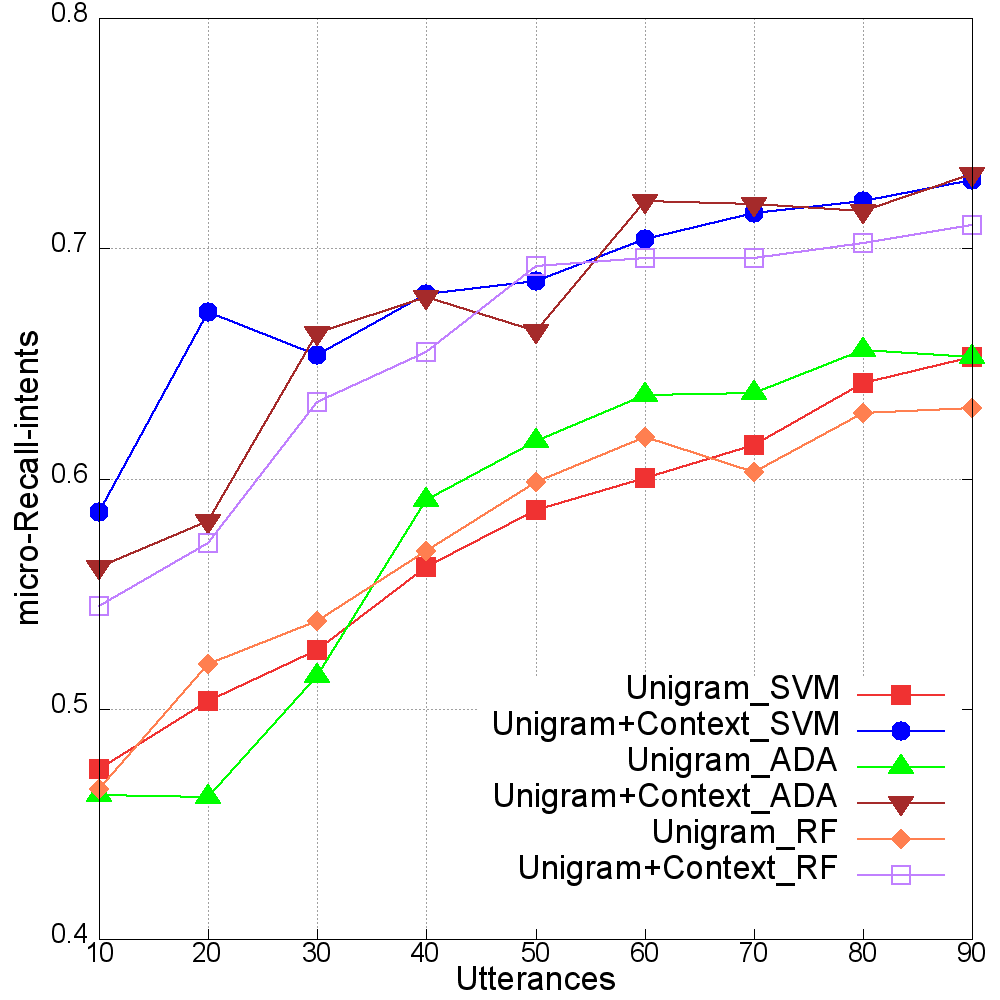 0.8
0.7
0.6
0.5
0.4
micro-Recall-intents
Unigram_SVM
Unigram+Context_SVM
Unigram_ADA
Unigram+Context_ADA
Unigram_RF
Unigram+Context_RF
10 20 30 40 50 60 70 80 90
Utterances